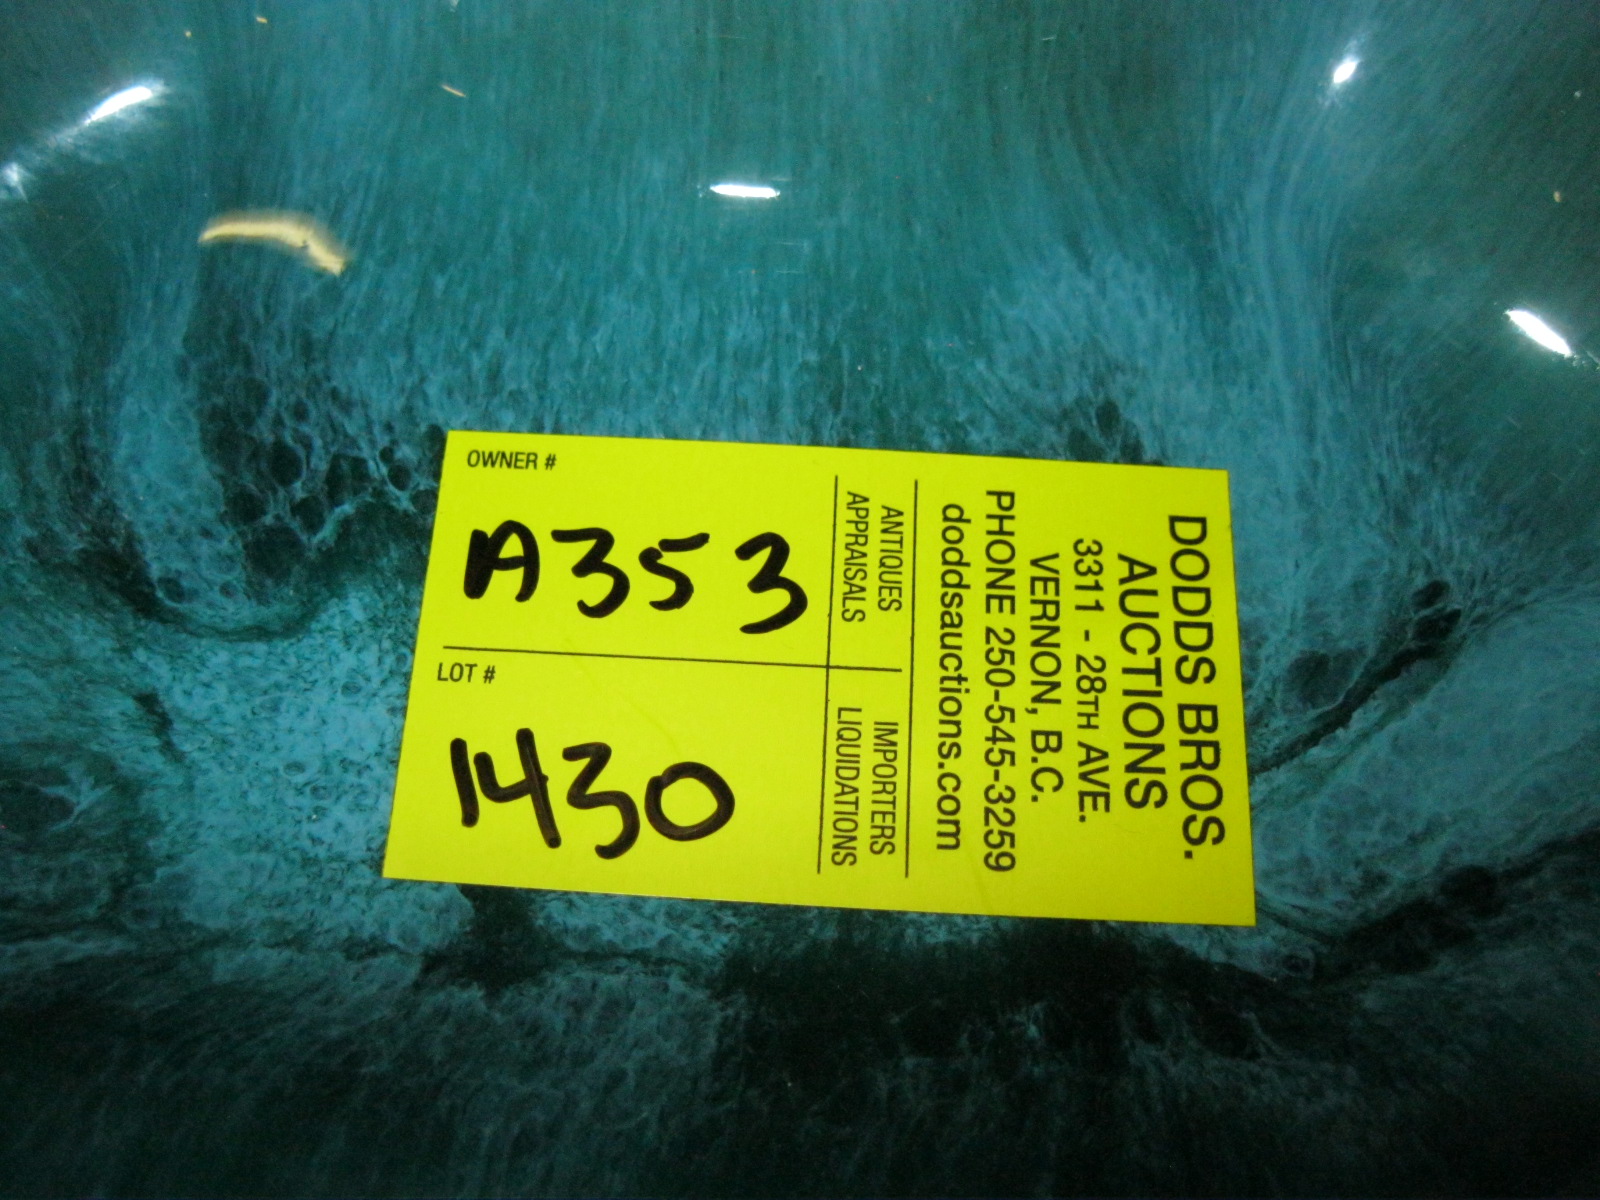 OWNER #
A353
LOT #
1430
ANTIQUES
APPRAISALS
IMPORTERS
LIQUIDATIONS
DODDS BROS.
AUCTIONS
3311 - 28TH AVE.
VERNON, B.C.
PHONE 250-545-3259
doddsauctions.com